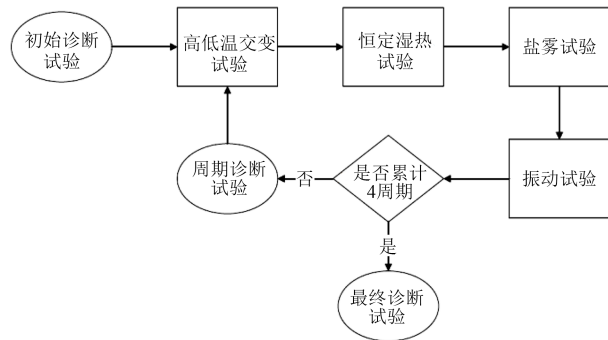 初始诊断
试验
高低温交变
试验
恒定湿热
试验
盐雾试验
振动试验
是否累计
4周期
否
周期诊断
试验
是
最终诊断
试验